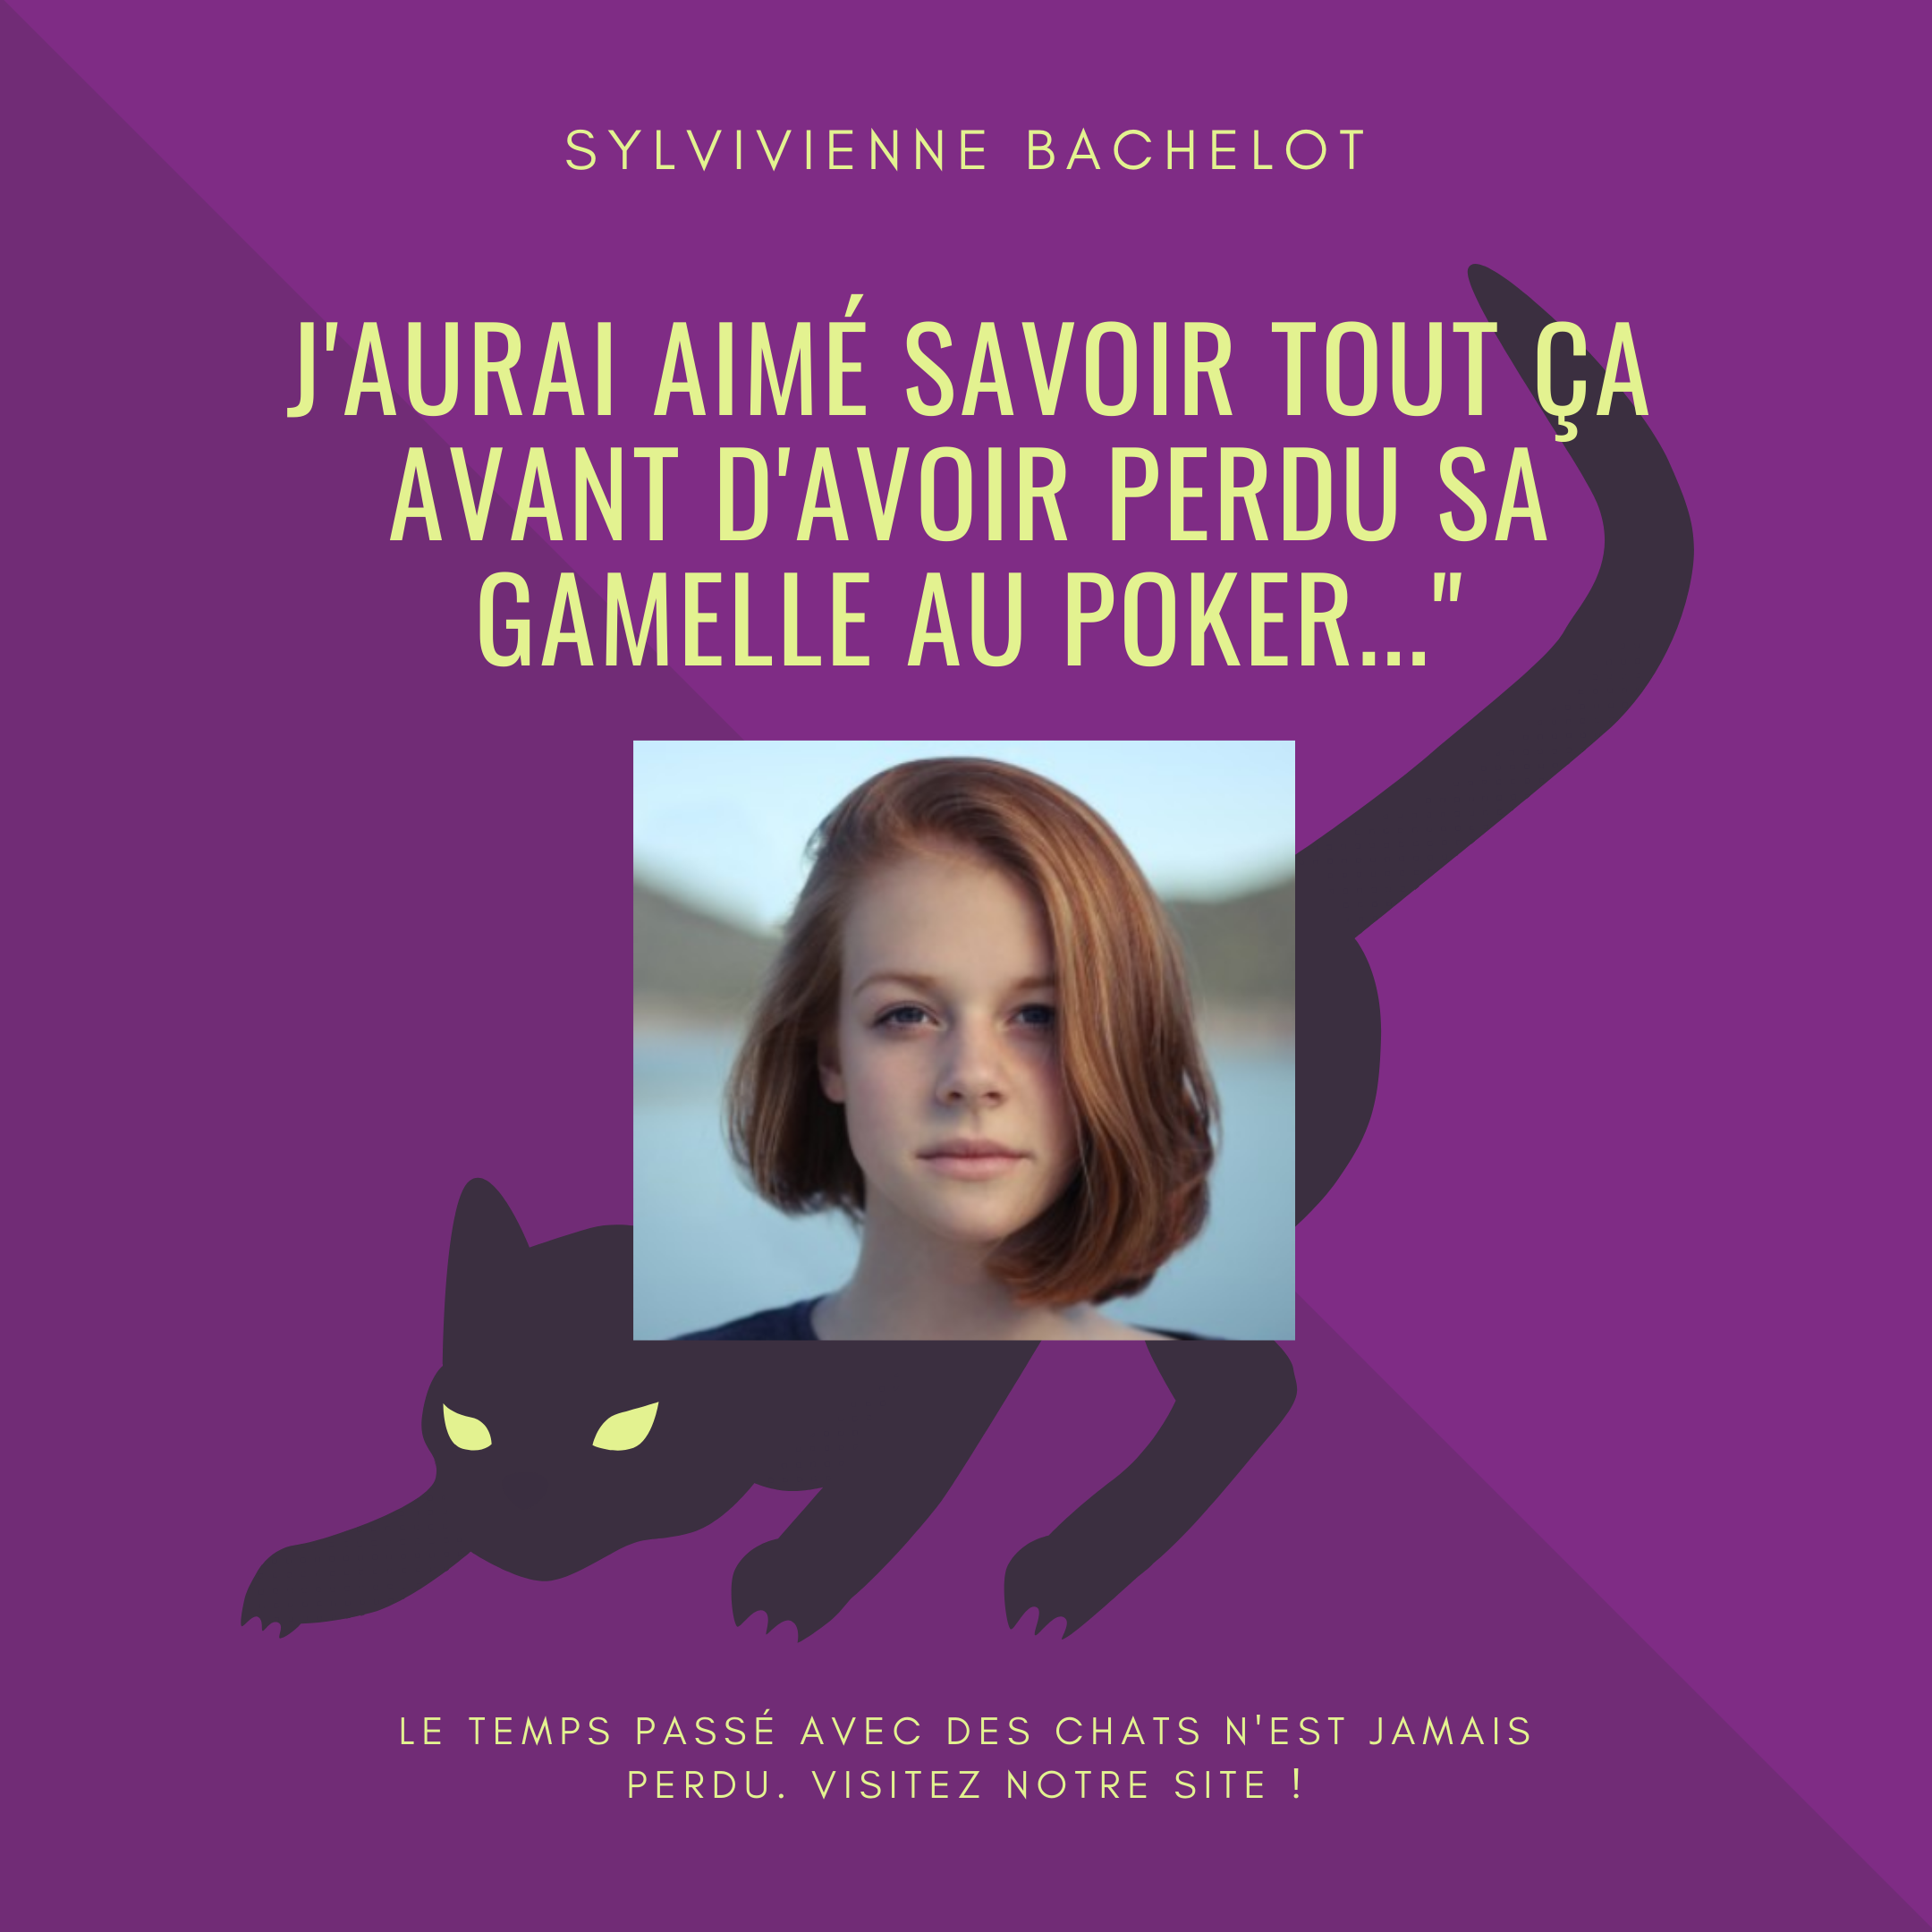 SYLVIVIENNE BACHELOT
J'AURAI AIMÉ SAVOIR TOUT ÇA
AVANT D'AVOIR PERDU SA
GAMELLE AU POKER..."
LE TEMPS PASSÉ AVEC DES CHATS N'EST JAMAIS
PERDU. VISITEZ NOTRE SITE !